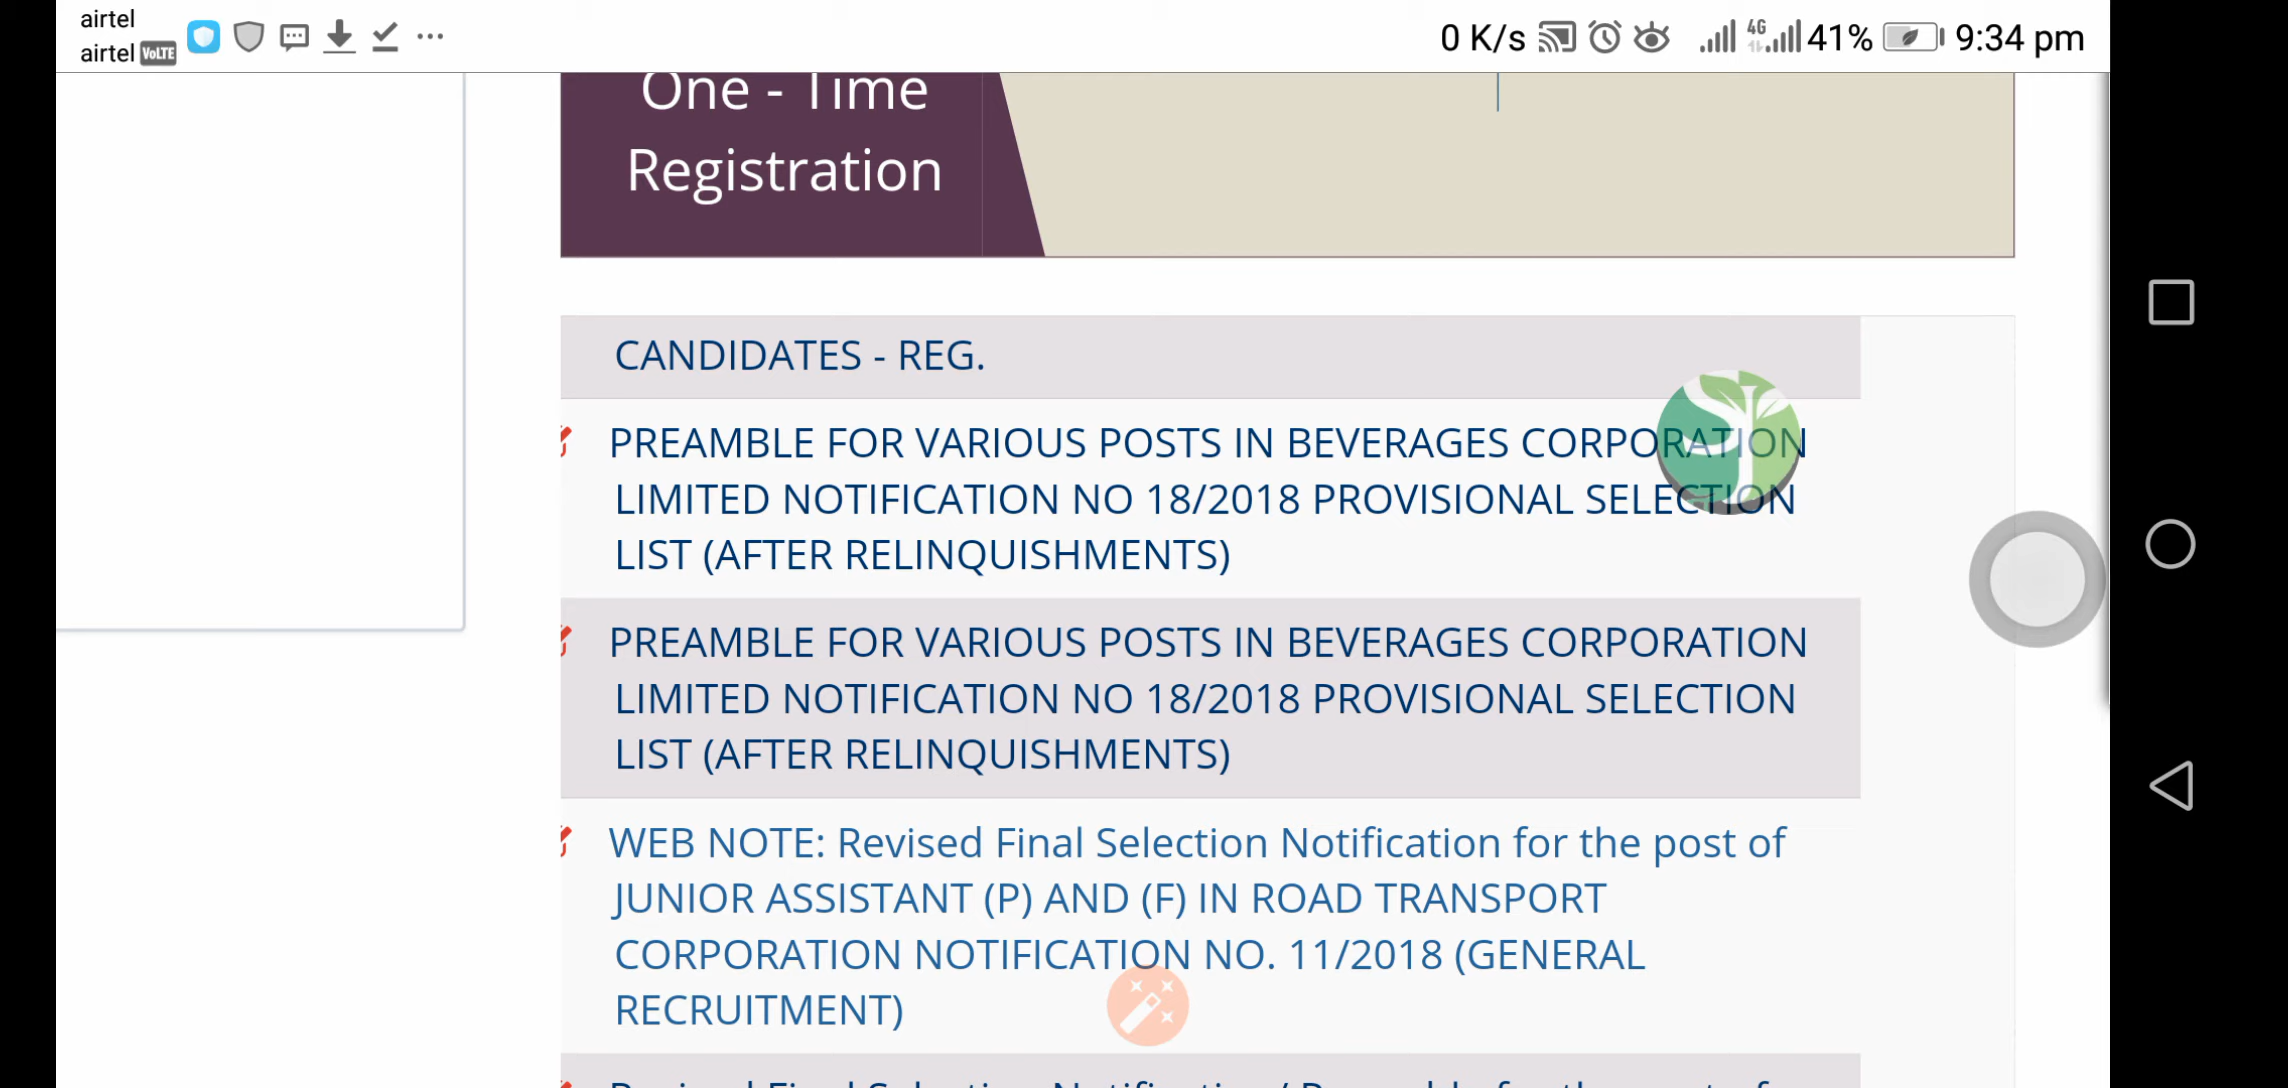 airtel
airtel VoLTE
0 K/s 4G 41% 9:34 pm
One - Time
Registration
CANDIDATES - REG.
PREAMBLE FOR VARIOUS POSTS IN BEVERAGES CORPORATION
LIMITED NOTIFICATION NO 18/2018 PROVISIONAL SELECTION
LIST (AFTER RELINQUISHMENTS)
PREAMBLE FOR VARIOUS POSTS IN BEVERAGES CORPORATION
LIMITED NOTIFICATION NO 18/2018 PROVISIONAL SELECTION
LIST (AFTER RELINQUISHMENTS)
WEB NOTE: Revised Final Selection Notification for the post of
JUNIOR ASSISTANT (P) AND (F) IN ROAD TRANSPORT
CORPORATION NOTIFICATION NO. 11/2018 (GENERAL
RECRUITMENT)